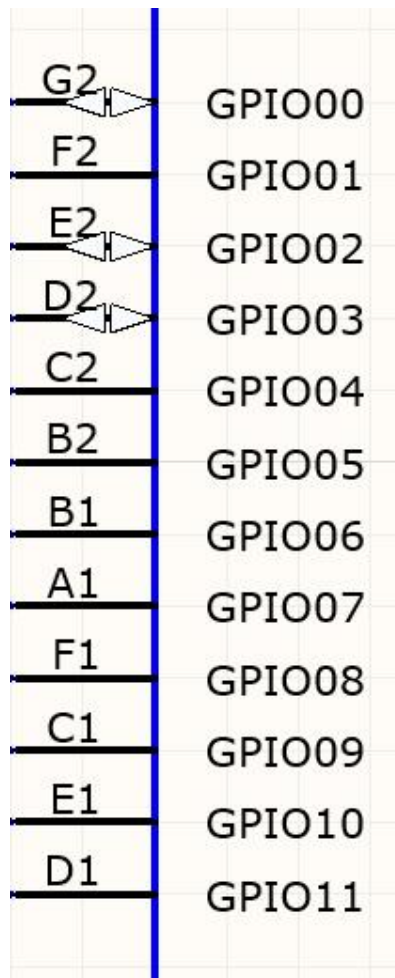 G2 GPIO00
F2 GPIO01
E2 GPIO02
D2 GPIO03
C2 GPIO04
B2 GPIO05
B1 GPIO06
A1 GPIO07
F1 GPIO08
C1 GPIO09
E1 GPIO10
D1 GPIO11